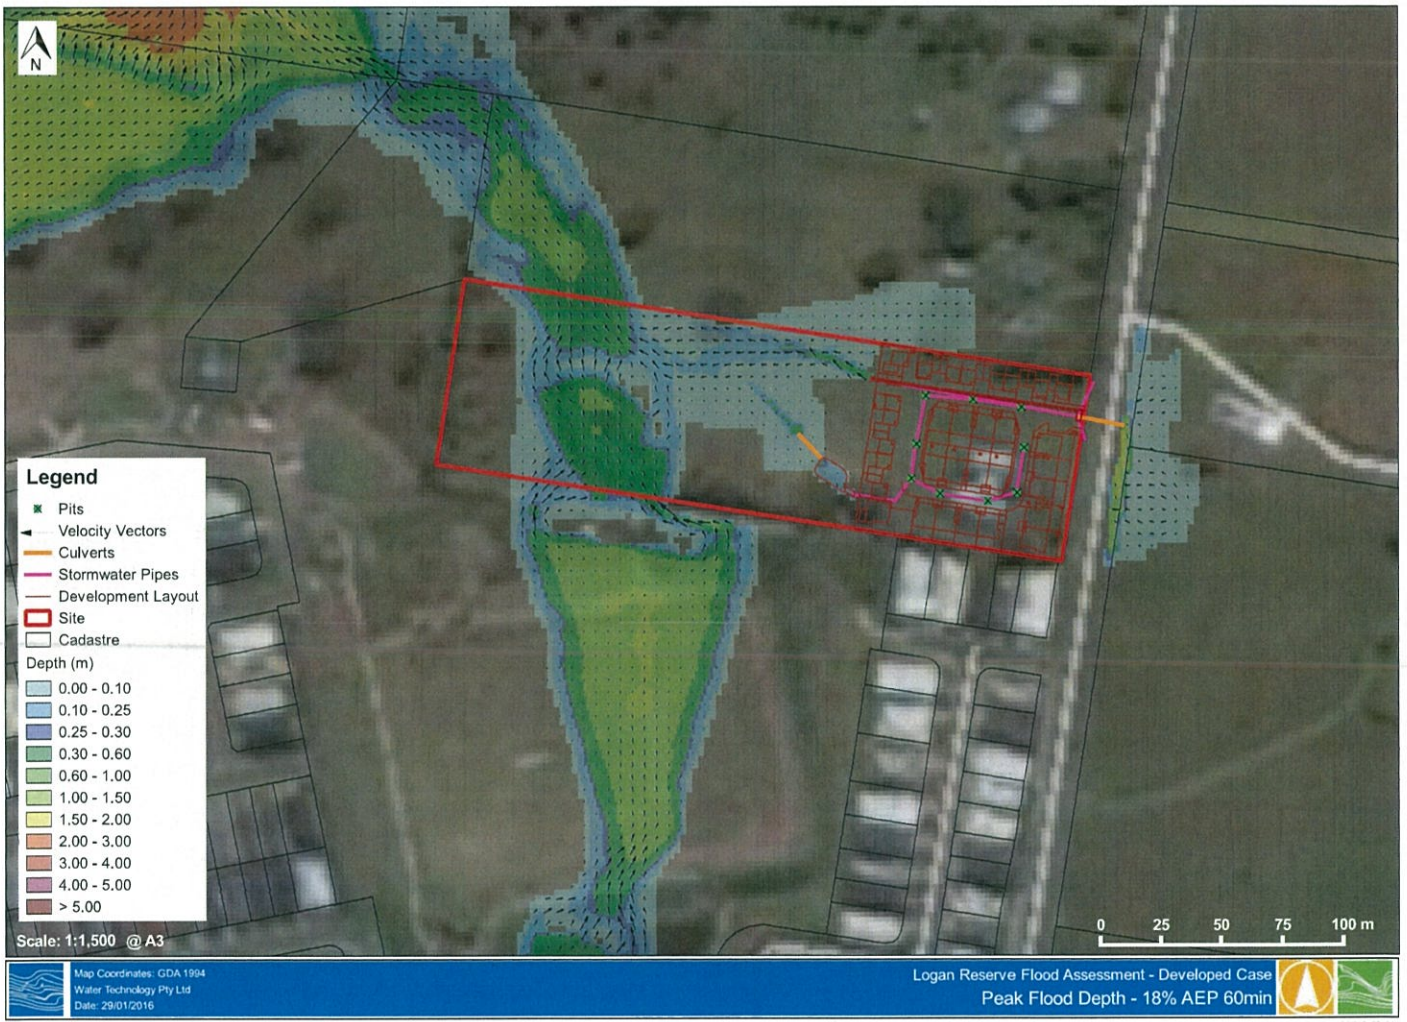 N
Legend
Pits
Velocity Vectors
Culverts
Stormwater Pipes
Development Layout
Site
Cadastre
Depth (m)
0.00 - 0.10
0.10 - 0.25
0.25 - 0.30
0.30 - 0.60
0.60 - 1.00
1.00 - 1.50
1.50 - 2.00
2.00 - 3.00
3.00 - 4.00
4.00 - 5.00
> 5.00
Scale: 1:1,500 @ A3
0 25 50 75 100 m
Map Coordinates: GDA 1994
Water Technology Pty Ltd
Date: 29/01/2016
Logan Reserve Flood Assessment - Developed Case
Peak Flood Depth - 18% AEP 60min